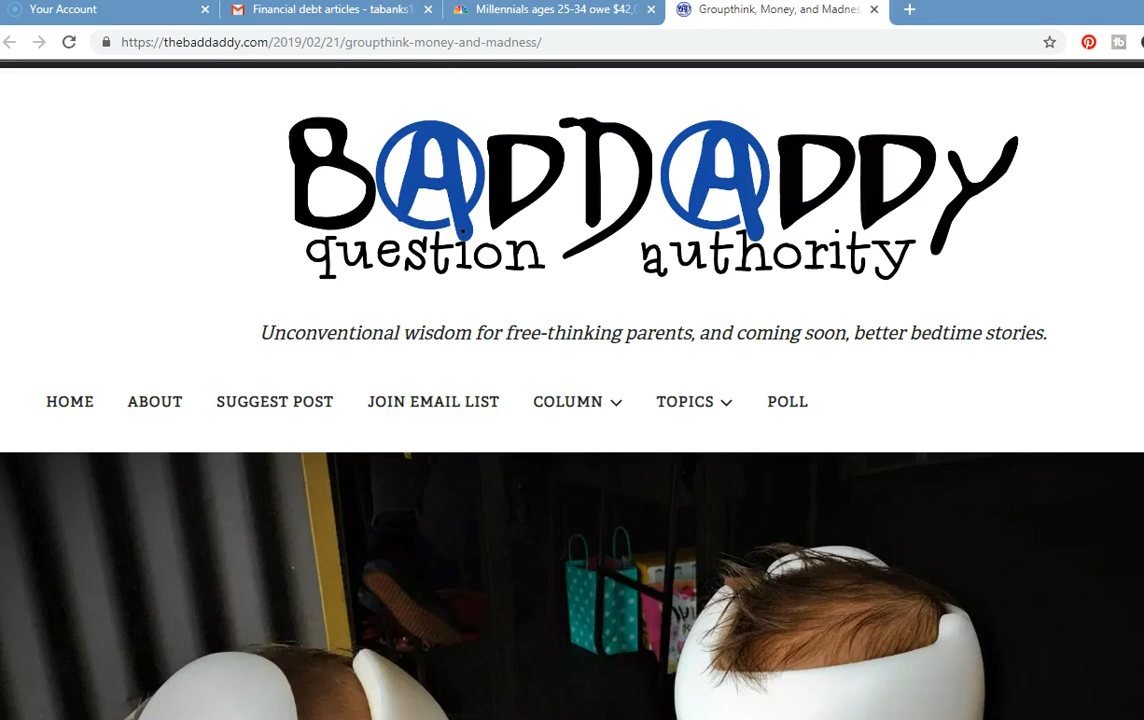 Your Account
Financial debt articles - tabanks
Millennials ages 25-34 owe $42,
Groupthink, Money, and Madnes
https://thebaddaddy.com/2019/02/21/groupthink-money-and-madness/
BADDADDY
question authority
Unconventional wisdom for free-thinking parents, and coming soon, better bedtime stories.
HOME ABOUT SUGGEST POST JOIN EMAIL LIST COLUMN TOPICS POLL